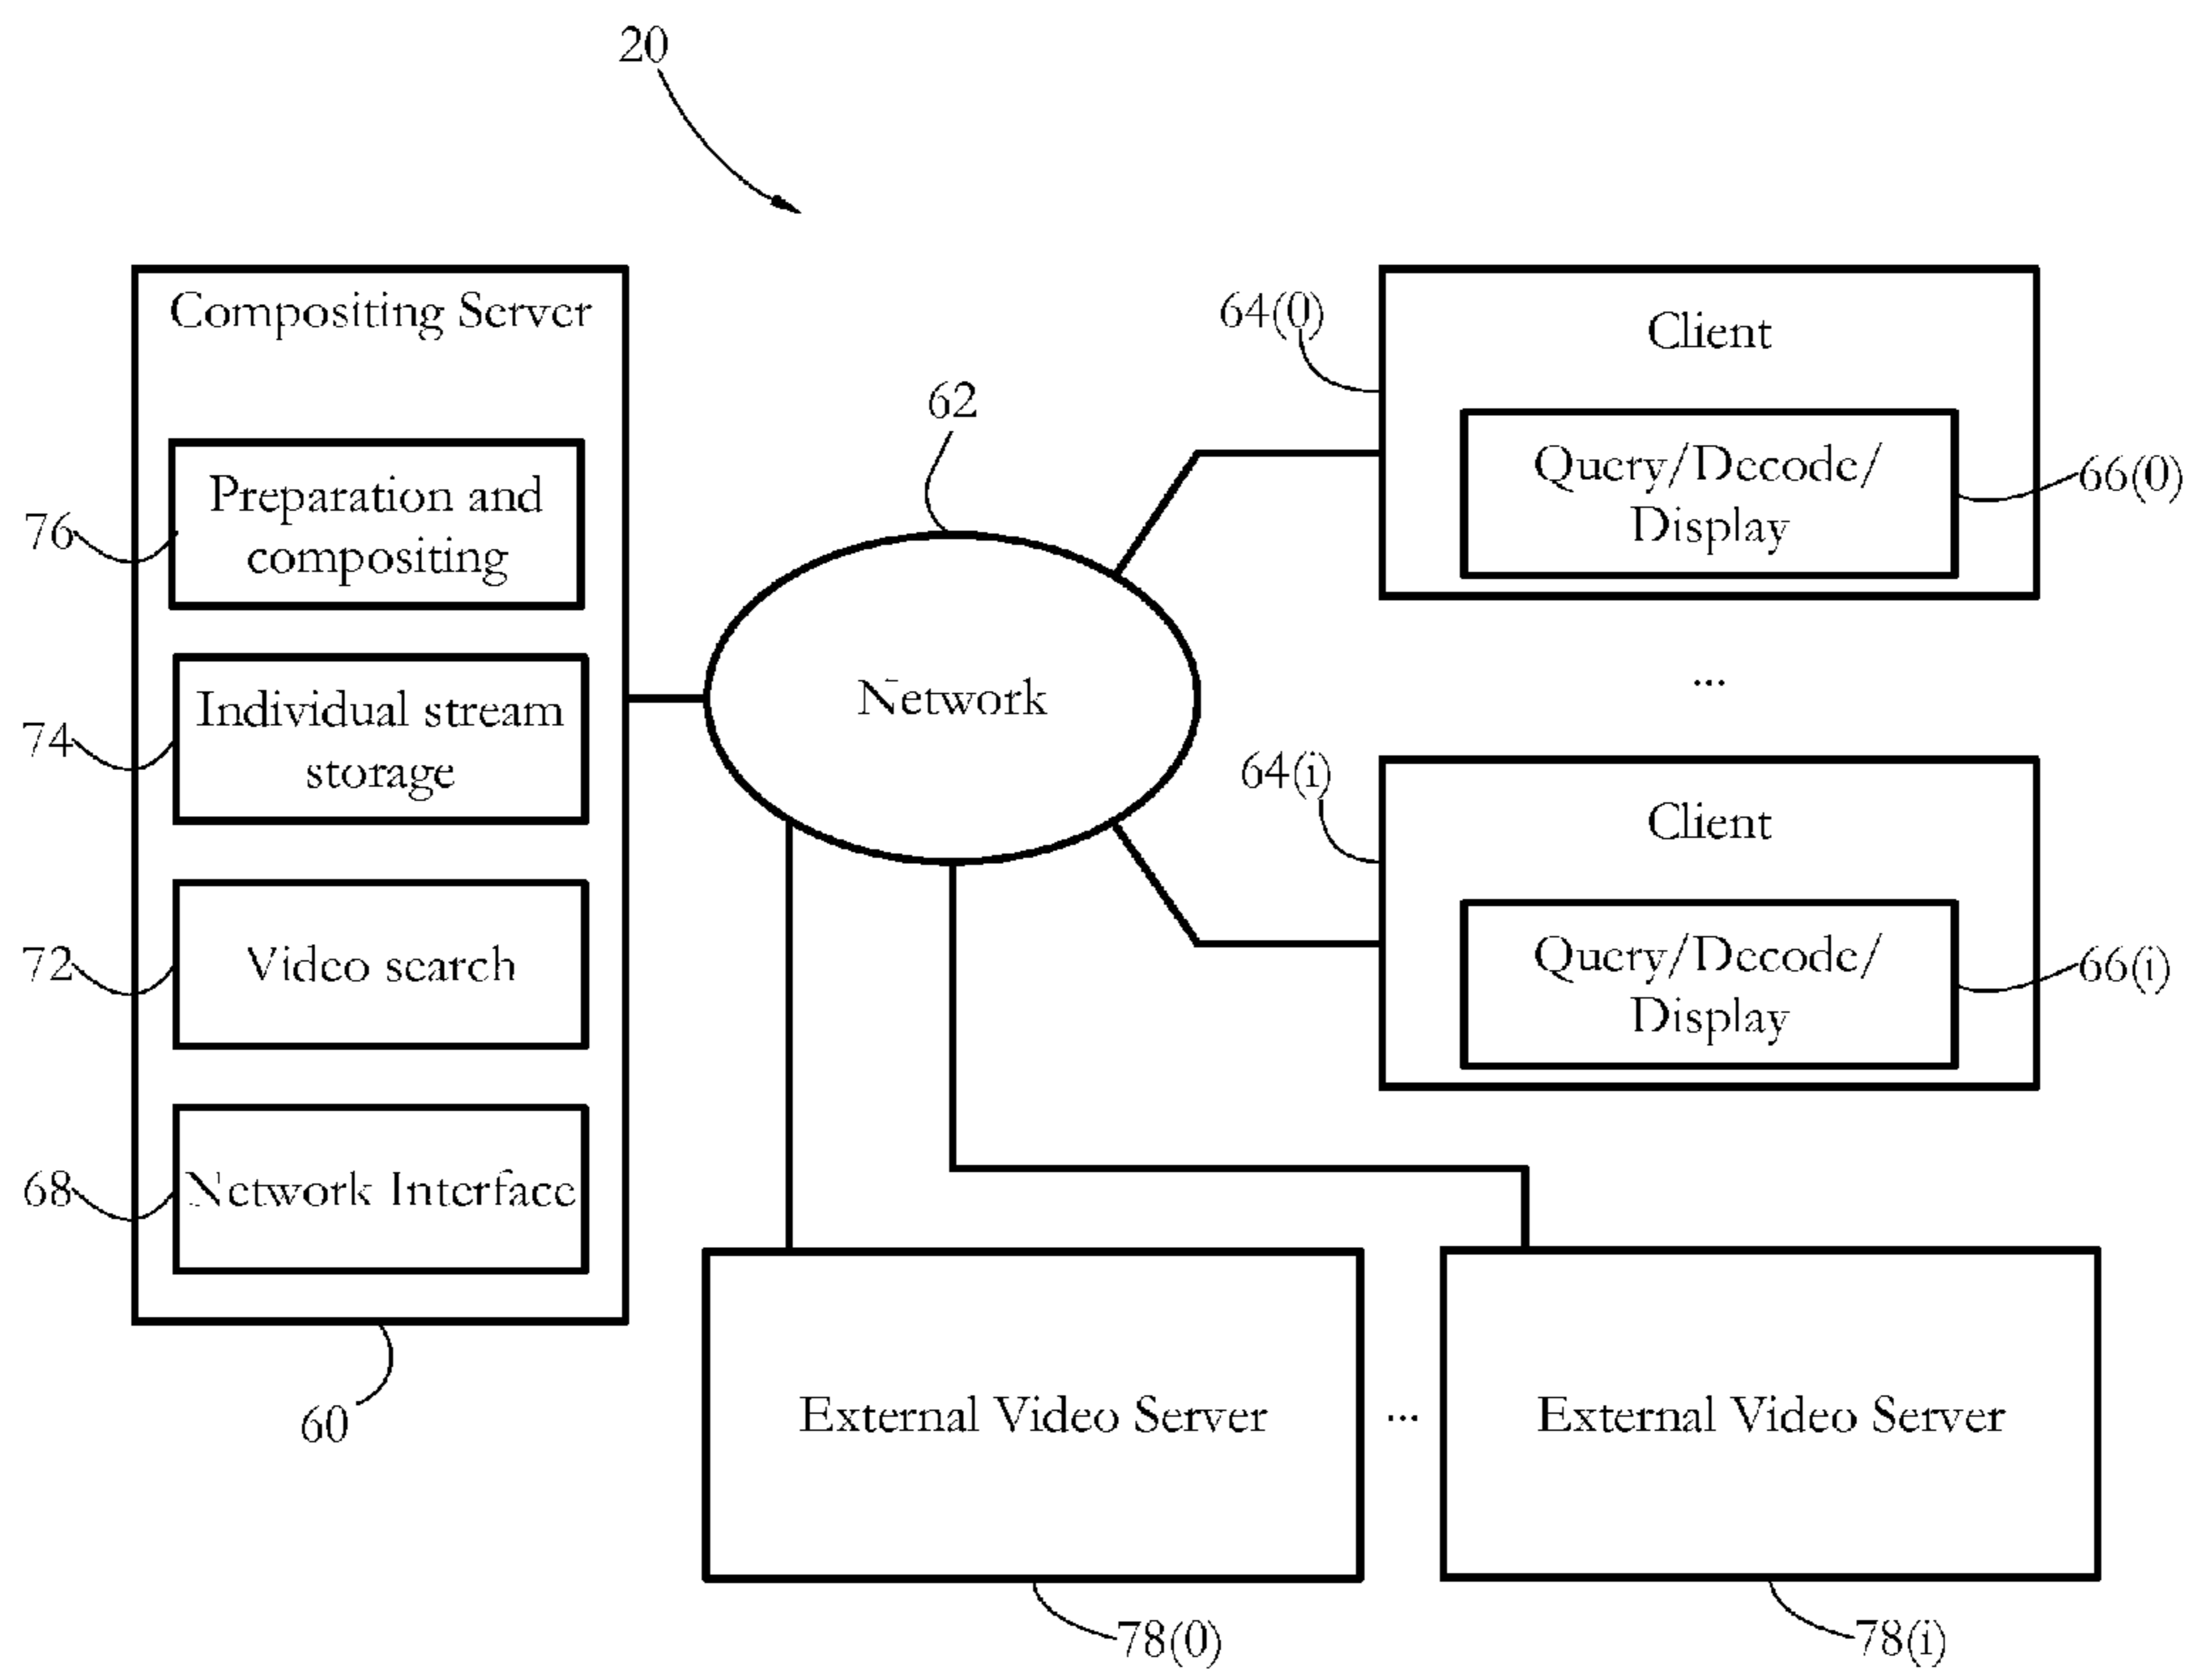 20
Compositing Server
76
Preparation and
compositing
74
Individual stream
storage
72
Video search
68
Network Interface
60
62
Network
64(0)
Client
Query/Decode/
Display
66(0)
...
64(i)
Client
Query/Decode/
Display
66(i)
External Video Server
...
External Video Server
78(0)
78(i)